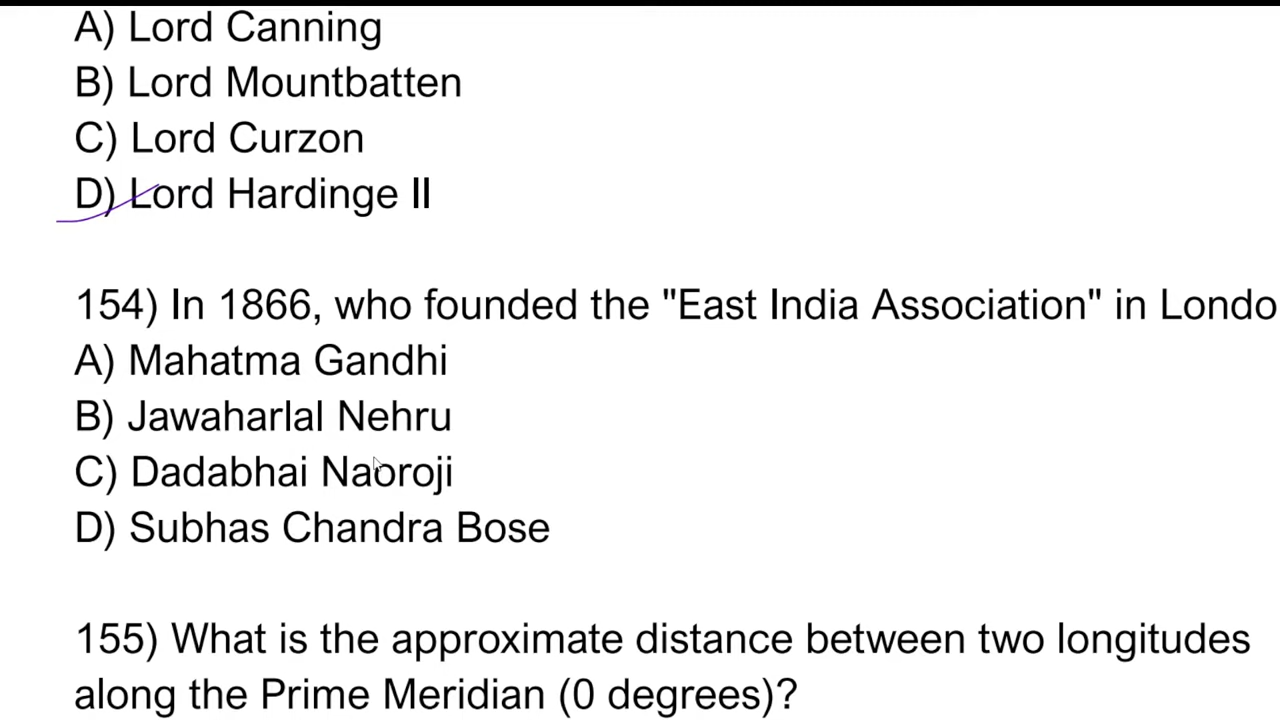 A) Lord Canning
B) Lord Mountbatten
C) Lord Curzon
D) Lord Hardinge II
154) In 1866, who founded the "East India Association" in Londo
A) Mahatma Gandhi
B) Jawaharlal Nehru
C) Dadabhai Naoroji
D) Subhas Chandra Bose
155) What is the approximate distance between two longitudes
along the Prime Meridian (0 degrees)?